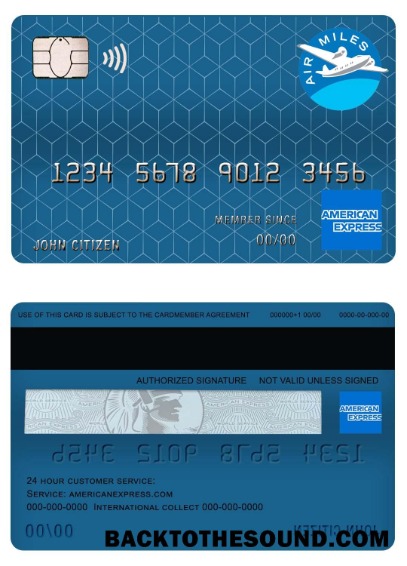 AIR MILES
1234 5678 9012 3456
MEMBER SINCE
00/00
AMERICAN
EXPRESS
JOHN CITIZEN
USE OF THIS CARD IS SUBJECT TO THE CARDMEMBER AGREEMENT 000000>1 00/00 0000-00-000-00
AUTHORIZED SIGNATURE NOT VALID UNLESS SIGNED
AMERICAN
EXPRESS
24 HOUR CUSTOMER SERVICE:
SERVICE: AMERICANEXPRESS.COM
000-000-0000 INTERNATIONAL COLLECT 000-000-0000
00/00
BACKTOTHESOUND.COM